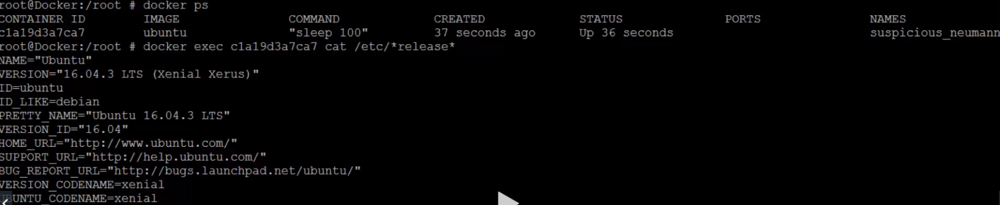 root@Docker:/root # docker ps
CONTAINER ID IMAGE COMMAND CREATED STATUS PORTS NAMES
c1a19d3a7ca7 ubuntu "sleep 100" 37 seconds ago Up 36 seconds suspicious_neumann
root@Docker:/root # docker exec c1a19d3a7ca7 cat /etc/*release*
NAME="Ubuntu"
VERSION="16.04.3 LTS (Xenial Xerus)"
ID=ubuntu
ID_LIKE=debian
PRETTY_NAME="Ubuntu 16.04.3 LTS"
VERSION_ID="16.04"
HOME_URL="http://www.ubuntu.com/"
SUPPORT_URL="http://help.ubuntu.com/"
BUG_REPORT_URL="http://bugs.launchpad.net/ubuntu/"
VERSION_CODENAME=xenial
UBUNTU_CODENAME=xenial